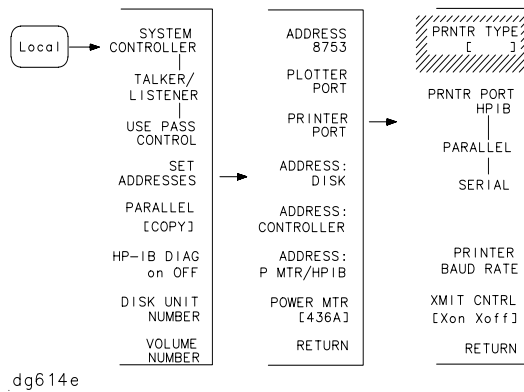 Local
SYSTEM
CONTROLLER
TALKER/
LISTENER
USE PASS
CONTROL
SET
ADDRESSES
PARALLEL
[COPY]
HP-IB DIAG
on OFF
DISK UNIT
NUMBER
VOLUME
NUMBER
ADDRESS
8753
PLOTTER
PORT
PRINTER
PORT
ADDRESS:
DISK
ADDRESS:
CONTROLLER
ADDRESS:
P MTR/HPIB
POWER MTR
[436A]
RETURN
PRNTR TYPE
[ ]
PRNTR PORT
HPIB
PARALLEL
SERIAL
PRINTER
BAUD RATE
XMIT CNTRL
[Xon Xoff]
RETURN
dg614e